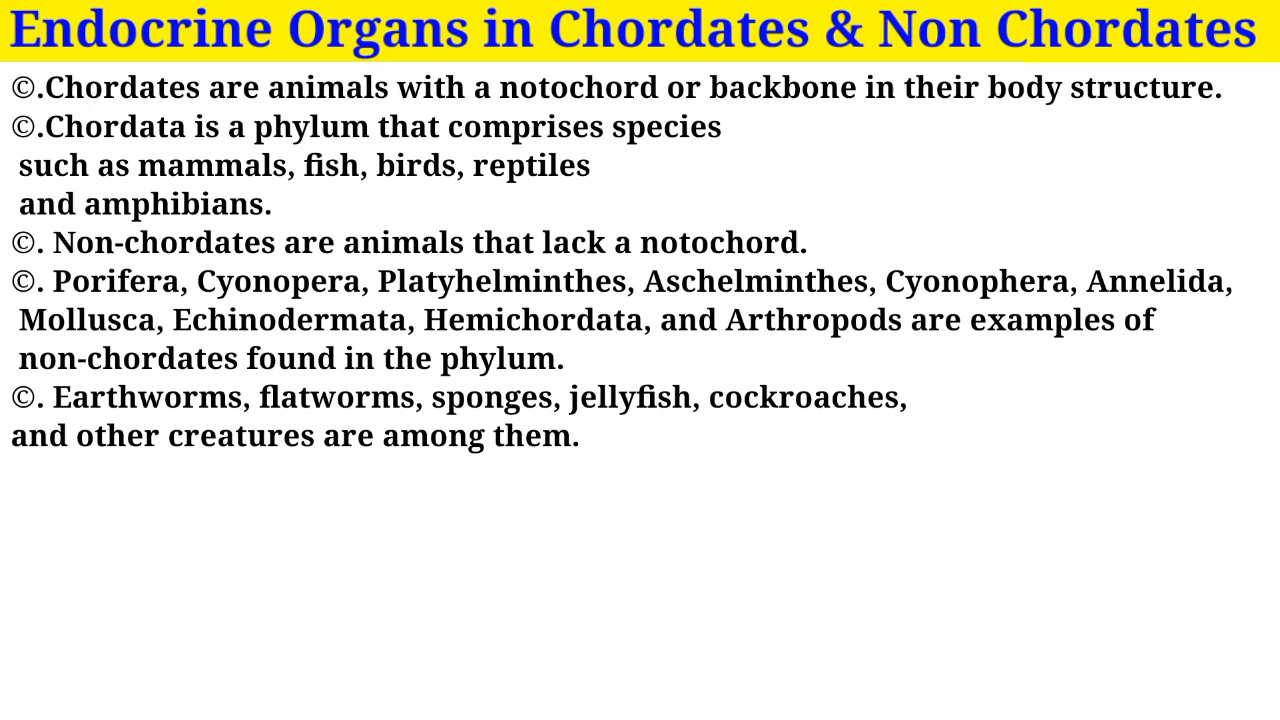 Endocrine Organs in Chordates & Non Chordates
©.Chordates are animals with a notochord or backbone in their body structure.
©.Chordata is a phylum that comprises species
such as mammals, fish, birds, reptiles
and amphibians.
©. Non-chordates are animals that lack a notochord.
©. Porifera, Cyonopera, Platyhelminthes, Aschelminthes, Cyonophera, Annelida,
Mollusca, Echinodermata, Hemichordata, and Arthropods are examples of
non-chordates found in the phylum.
©. Earthworms, flatworms, sponges, jellyfish, cockroaches,
and other creatures are among them.